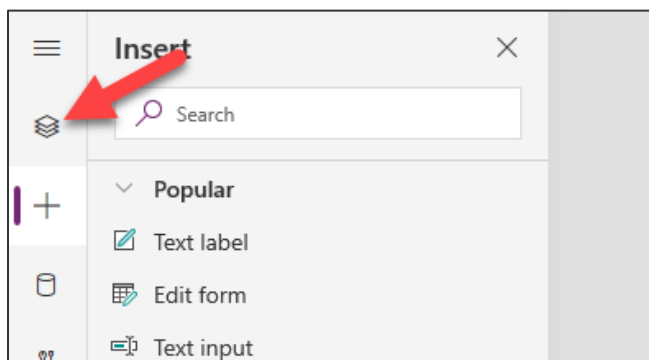 Insert
Search
Popular
Text label
Edit form
Text input